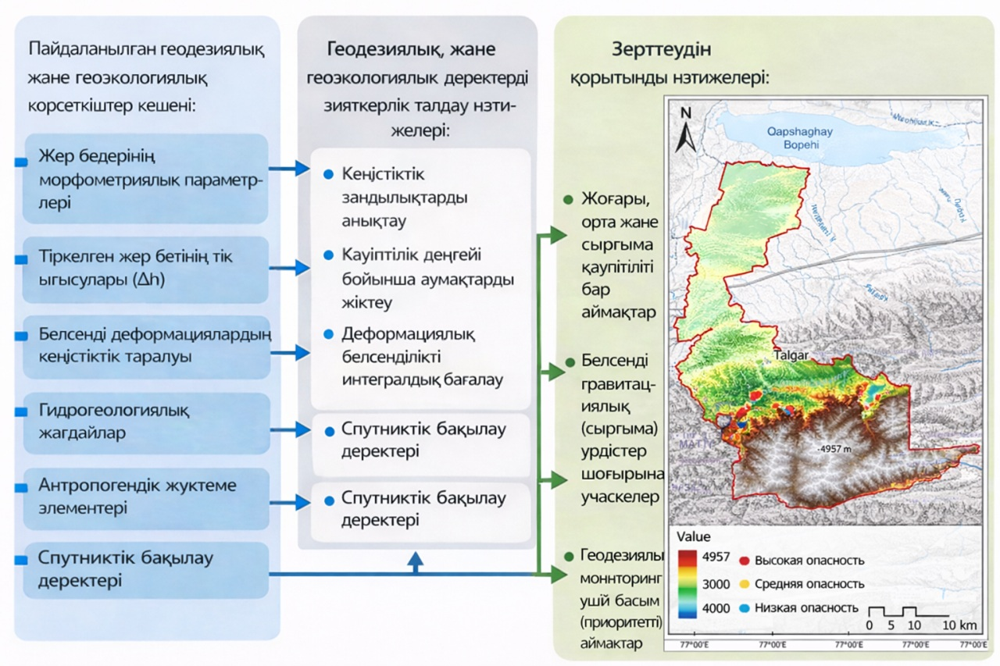 Пайдаланылған геодезиялық
және геоэкологиялық
корсеткіштер кешені:
Жер бедерінің
морфометриялық параметр-
лері
Тіркелген жер бетінің тік
ыгысулары (Δh)
Белсенді деформациялардың
кеңістіктік таралуы
Гидрогеологиялық
жагдайлар
Антропогендік жуктеме
элементері
Спутниктік бақылау
деректері
Геодезиялық, жане
геоэкологиялык деректерді
зияткерлік талдау нэти-
желері:
Кеңістіктік
зандылықтарды
анықтау
Кауіптілік деңгейі
бойынша аумақтарды
жіктеу
Деформациялық
белсенділікті
интегралдық бағалау
Спутниктік бақылау
деректері
Спутниктік бақылау
деректері
Зерттеудін
қорытынды нэтижелері:
Жоғары,
орта жане
сырғыма
қаупітіліті
бар
аймақтар
Белсенді
гравитац-
иялық
(сырғыма)
урдістер
шоғырына
учаскелер
Геодезиялы
моннторинг
ушй басым
(приоритетті)
аймактар
N
Qapshaghay
Bopehi
Talgar
-4957 m
Value
4957
3000
4000
Высокая опасность
Средняя опасность
Низкая опасность
0 5 10 10 km
77°00'E 77°00'E 77°00'E 77°00'E 77°00'E